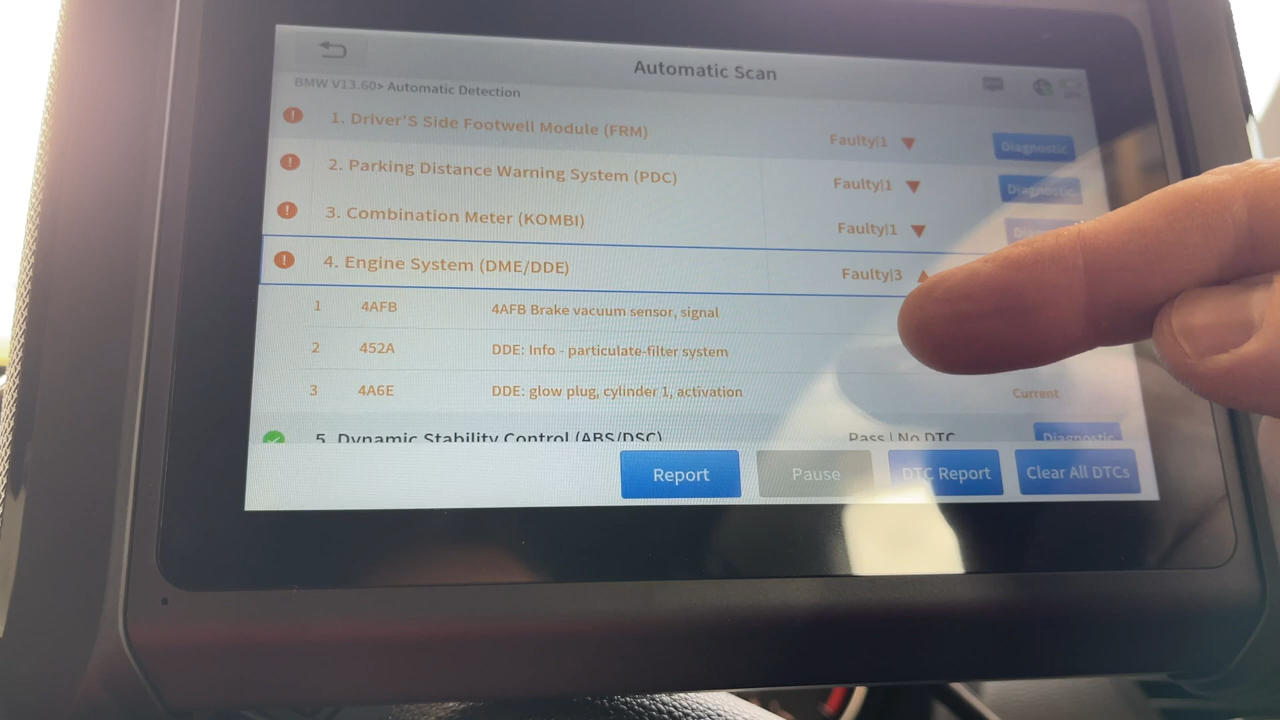 Automatic Scan
BMW V13.60> Automatic Detection
1. Driver'S Side Footwell Module (FRM) Faulty|1 Diagnostic
2. Parking Distance Warning System (PDC) Faulty|1 Diagnostic
3. Combination Meter (KOMBI) Faulty|1
4. Engine System (DME/DDE) Faulty|3
1 4AFB 4AFB Brake vacuum sensor, signal
2 452A DDE: Info - particulate-filter system
3 4A6E DDE: glow plug, cylinder 1, activation Current
5. Dynamic Stability Control (ABS/DSC) Pass | No DTC Diagnostic
Report Pause DTC Report Clear All DTCs